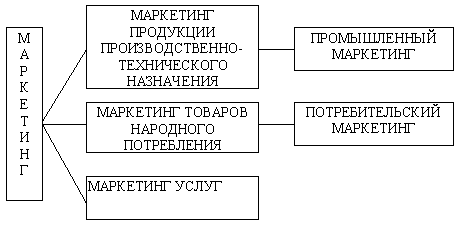 М
А
Р
К
Е
Т
И
Н
Г
МАРКЕТИНГ
ПРОДУКЦИИ
ПРОИЗВОДСТВЕННО-
ТЕХНИЧЕСКОГО
НАЗНАЧЕНИЯ
ПРОМЫШЛЕННЫЙ
МАРКЕТИНГ
МАРКЕТИНГ ТОВАРОВ
НАРОДНОГО
ПОТРЕБЛЕНИЯ
ПОТРЕБИТЕЛЬСКИЙ
МАРКЕТИНГ
МАРКЕТИНГ УСЛУГ